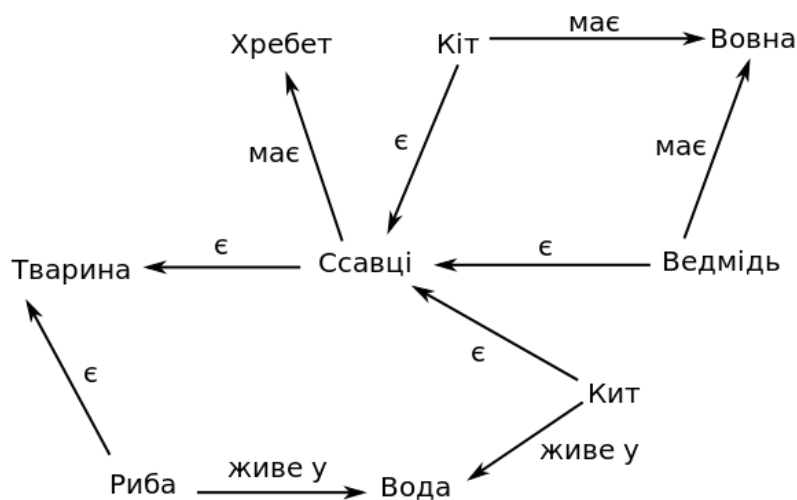 має
Хребет
Кіт
Вовна
є
має
має
є
є
Тварина
Ссавці
Ведмідь
є
є
Кит
живе у
живе у
Риба
Вода